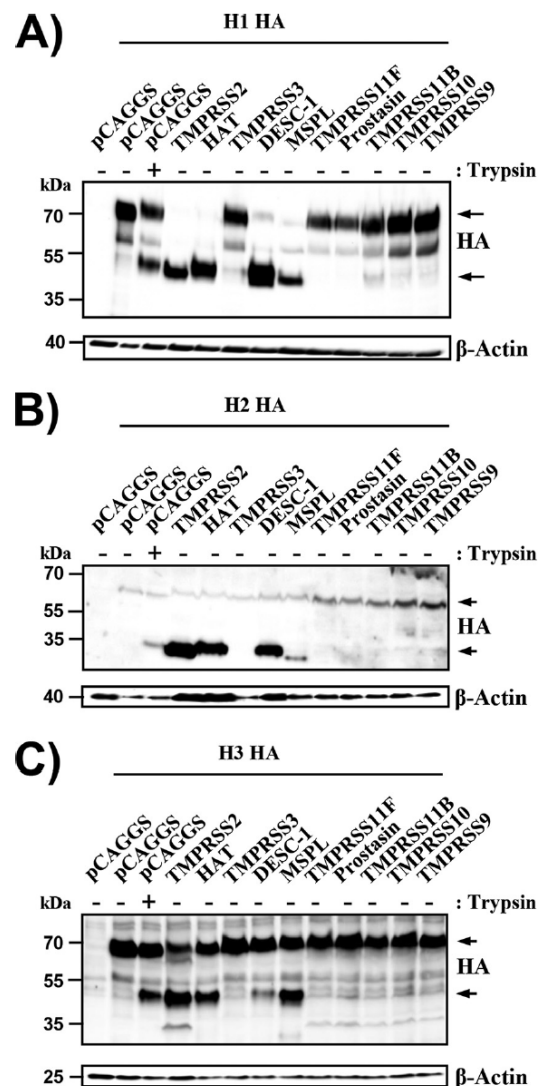 A)
H1 HA
pCAGGS pCAGGS pCAGGS TMPRSS2 HAT TMPRSS3 DESC-1 MSPL TMPRSS11F Prostasin TMPRSS11B TMPRSS10 TMPRSS9
- - + - - - - - - - - - - : Trypsin
kDa
70
55
HA
35
40
β-Actin
B)
H2 HA
pCAGGS pCAGGS pCAGGS TMPRSS2 HAT TMPRSS3 DESC-1 MSPL TMPRSS11F Prostasin TMPRSS11B TMPRSS10 TMPRSS9
- - + - - - - - - - - - - : Trypsin
kDa
70
55
HA
35
40
β-Actin
C)
H3 HA
pCAGGS pCAGGS pCAGGS TMPRSS2 HAT TMPRSS3 DESC-1 MSPL TMPRSS11F Prostasin TMPRSS11B TMPRSS10 TMPRSS9
- - + - - - - - - - - - - : Trypsin
kDa
70
HA
55
35
25
β-Actin